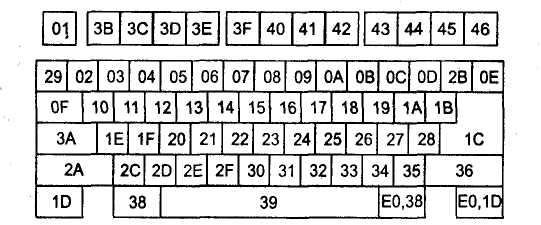 01 3B 3C 3D 3E 3F 40 41 42 43 44 45 46
29 02 03 04 05 06 07 08 09 0A 0B 0C 0D 2B 0E
0F 10 11 12 13 14 15 16 17 18 19 1A 1B
3A 1E 1F 20 21 22 23 24 25 26 27 28 1C
2A 2C 2D 2E 2F 30 31 32 33 34 35 36
1D 38 39 E0,38 E0,1D